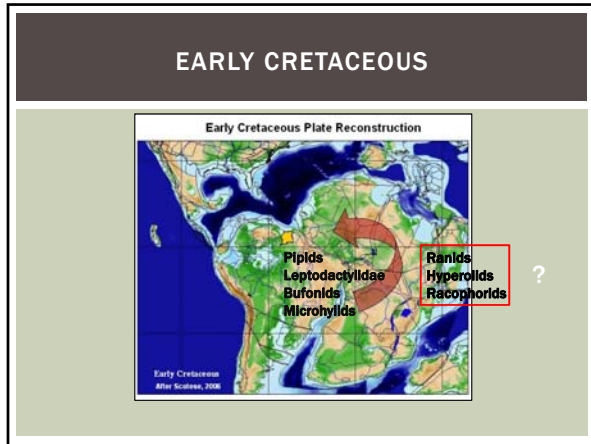 EARLY CRETACEOUS
Early Cretaceous Plate Reconstruction
Pipids
Leptodactylidae
Bufonids
Microhylids
Ranids
Hyperolids
Racophorids
?
Early Cretaceous
After Scotese, 2006